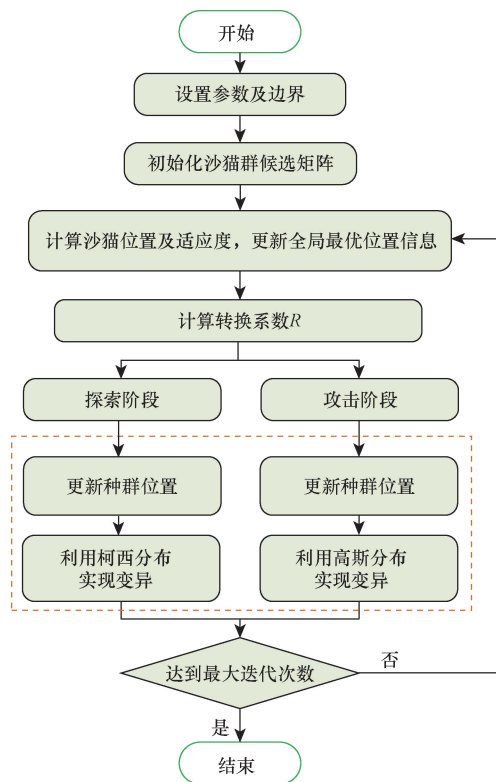 开始
设置参数及边界
初始化沙猫群候选矩阵
计算沙猫位置及适应度，更新全局最优位置信息
计算转换系数R
探索阶段
攻击阶段
更新种群位置
更新种群位置
利用柯西分布
实现变异
利用高斯分布
实现变异
达到最大迭代次数
否
是
结束